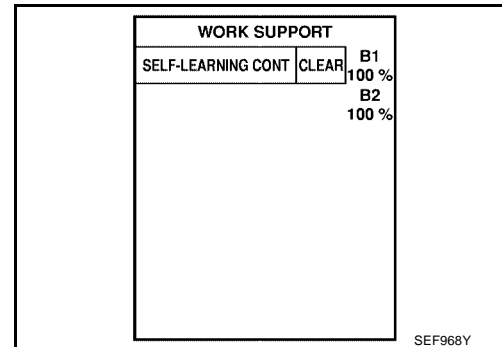 WORK SUPPORT
SELF-LEARNING CONT CLEAR B1
100 %
B2
100 %
SEF968Y